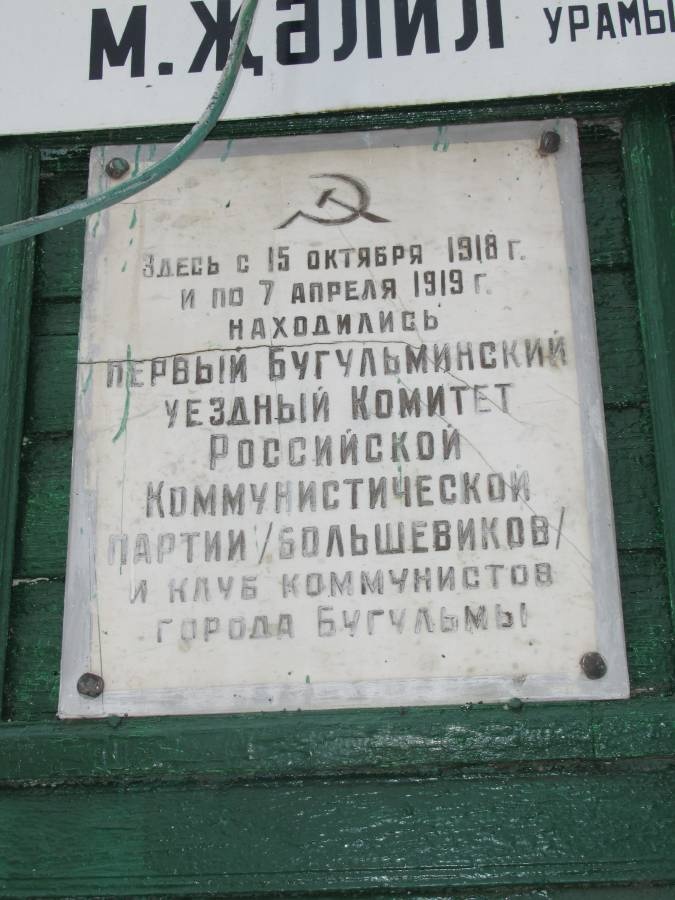 М.ҖӘЛИЛ УРАМЫ
ЗДЕСЬ С 15 ОКТЯБРЯ 1918 Г.
И ПО 7 АПРЕЛЯ 1919 Г.
НАХОДИЛИСЬ
ПЕРВЫЙ БУГУЛЬМИНСКИЙ
УЕЗДНЫЙ КОМИТЕТ
РОССИЙСКОЙ
КОММУНИСТИЧЕСКОЙ
ПАРТИИ /БОЛЬШЕВИКОВ/
И КЛУБ КОММУНИСТОВ
ГОРОДА БУГУЛЬМЫ